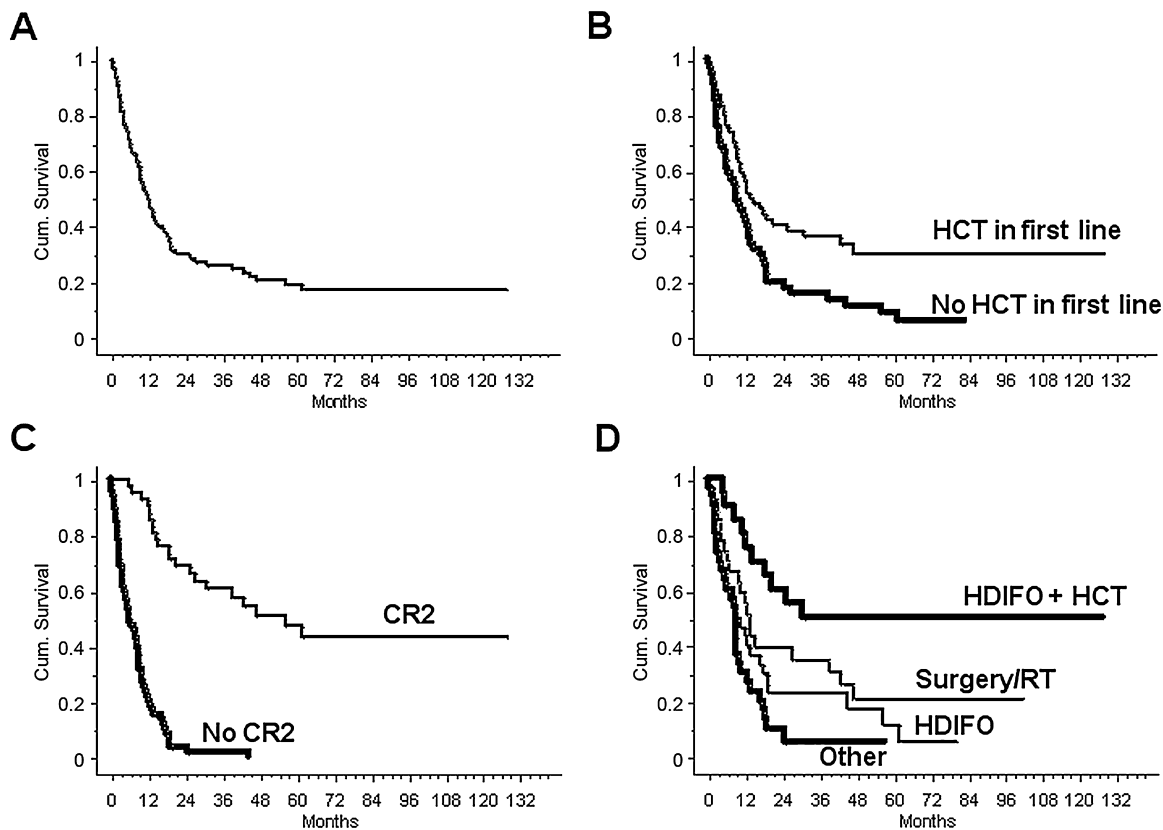 A
Cum. Survival
1
0.8
0.6
0.4
0.2
0
0 12 24 36 48 60 72 84 96 108 120 132
Months
B
Cum. Survival
1
0.8
0.6
0.4
0.2
0
HCT in first line
No HCT in first line
0 12 24 36 48 60 72 84 96 108 120 132
Months
C
Cum. Survival
1
0.8
0.6
0.4
0.2
0
CR2
No CR2
0 12 24 36 48 60 72 84 96 108 120 132
Months
D
Cum. Survival
1
0.8
0.6
0.4
0.2
0
HDIFO + HCT
Surgery/RT
HDIFO
Other
0 12 24 36 48 60 72 84 96 108 120 132
Months